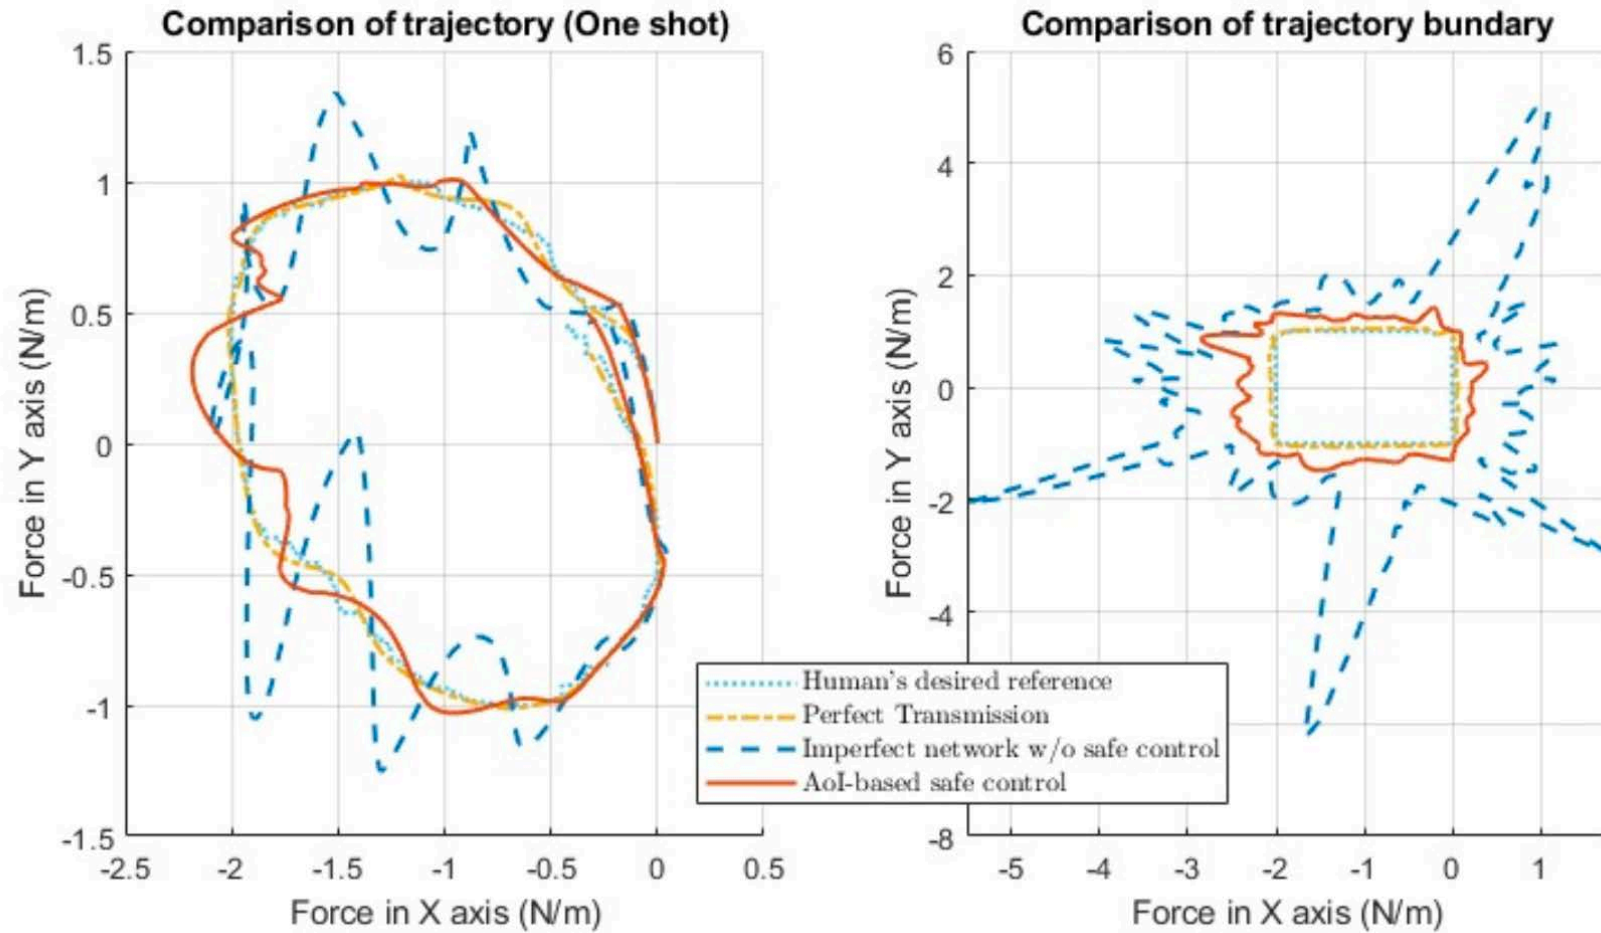 Comparison of trajectory (One shot)
1.5
1
0.5
0
-0.5
-1
-1.5
-2.5 -2 -1.5 -1 -0.5 0 0.5
Force in Y axis (N/m)
Force in X axis (N/m)
Comparison of trajectory bundary
6
4
2
0
-2
-4
-8
-5 -4 -3 -2 -1 0 1
Force in Y axis (N/m)
Force in X axis (N/m)
Human's desired reference
Perfect Transmission
Imperfect network w/o safe control
AoI-based safe control